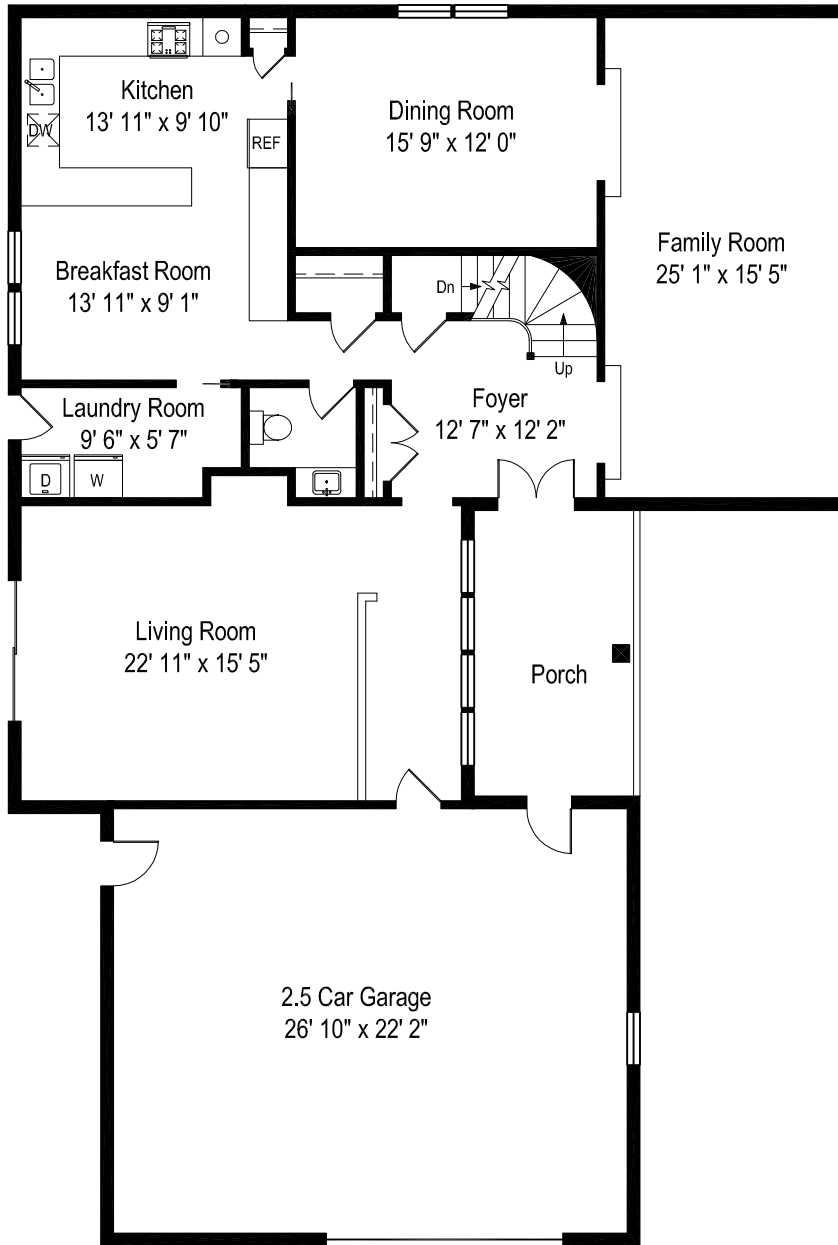 Kitchen
13' 11" x 9' 10"
DW
REF
Dining Room
15' 9" x 12' 0"
Family Room
25' 1" x 15' 5"
Breakfast Room
13' 11" x 9' 1"
Dn
Up
Laundry Room
9' 6" x 5' 7"
D
W
Foyer
12' 7" x 12' 2"
Living Room
22' 11" x 15' 5"
Porch
2.5 Car Garage
26' 10" x 22' 2"